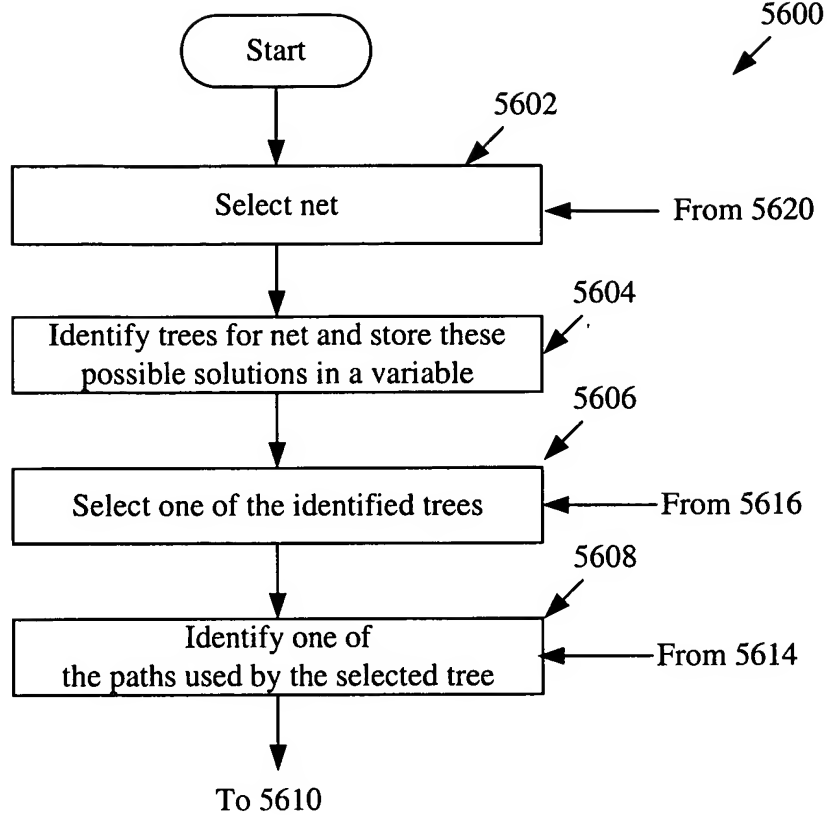 5600
Start
5602
Select net
From 5620
5604
Identify trees for net and store these
possible solutions in a variable
5606
Select one of the identified trees
From 5616
5608
Identify one of
the paths used by the selected tree
From 5614
To 5610